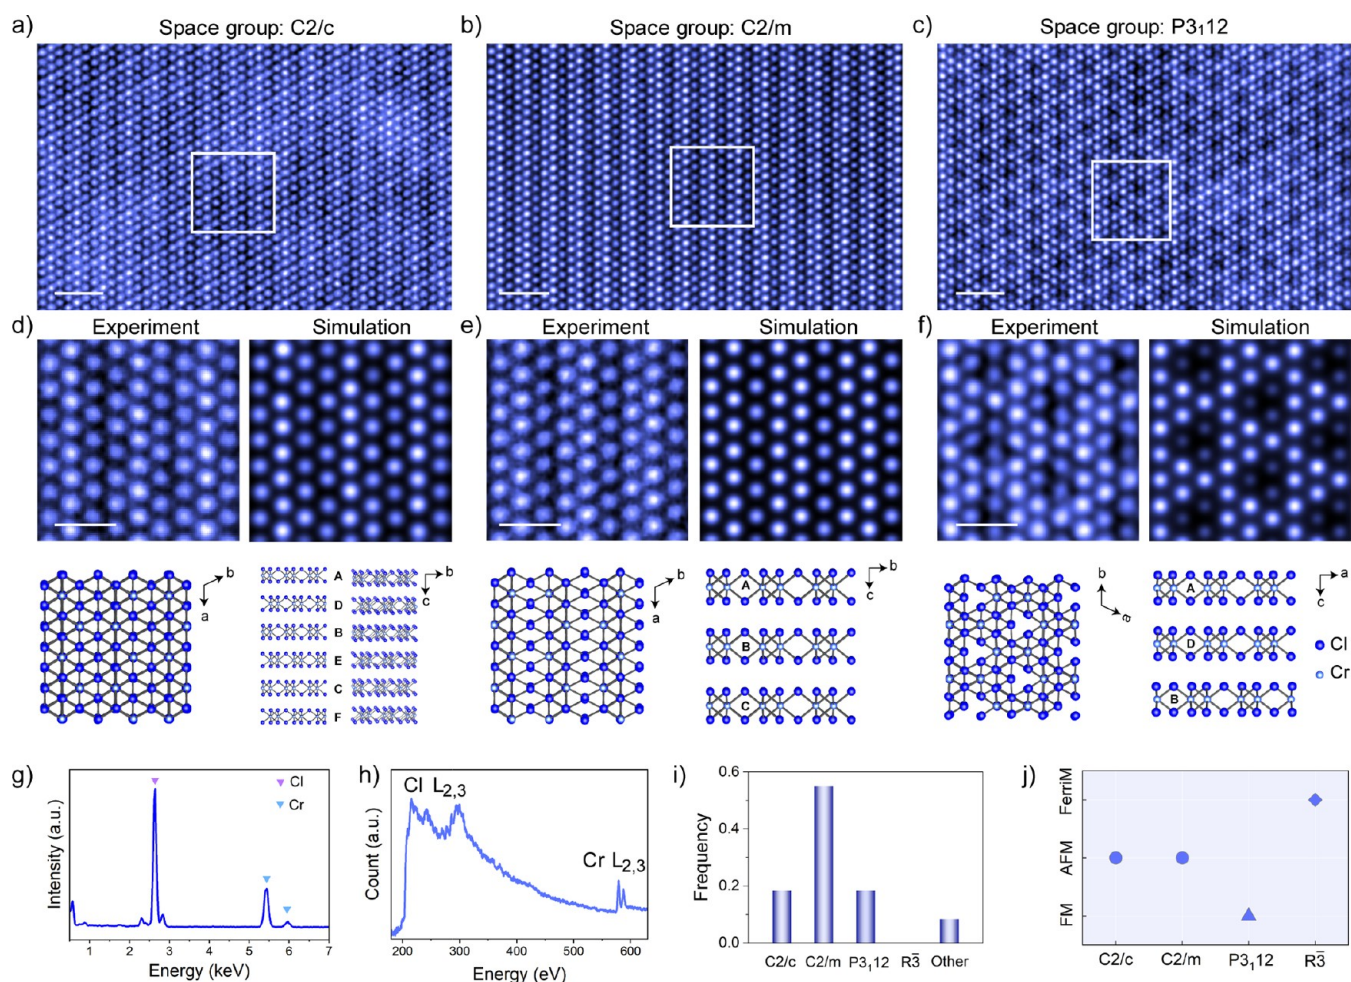 a) Space group: C2/c
b) Space group: C2/m
c) Space group: P3₁12
d) Experiment Simulation
e) Experiment Simulation
f) Experiment Simulation
b
a
A
D
B
E
C
F
b
c
b
a
A
B
C
b
c
b
a
A
D
B
a
c
Cl
Cr
g)
Cl
Cr
Intensity (a.u.)
1 2 3 4 5 6 7
Energy (keV)
h)
Cl L₂,₃
Cr L₂,₃
Count (a.u.)
200 300 400 500 600
Energy (eV)
i)
Frequency
0.6
0.4
0.2
0.0
C2/c C2/m P3₁12 R3̅ Other
j)
FerriM
AFM
FM
C2/c C2/m P3₁12 R3̅